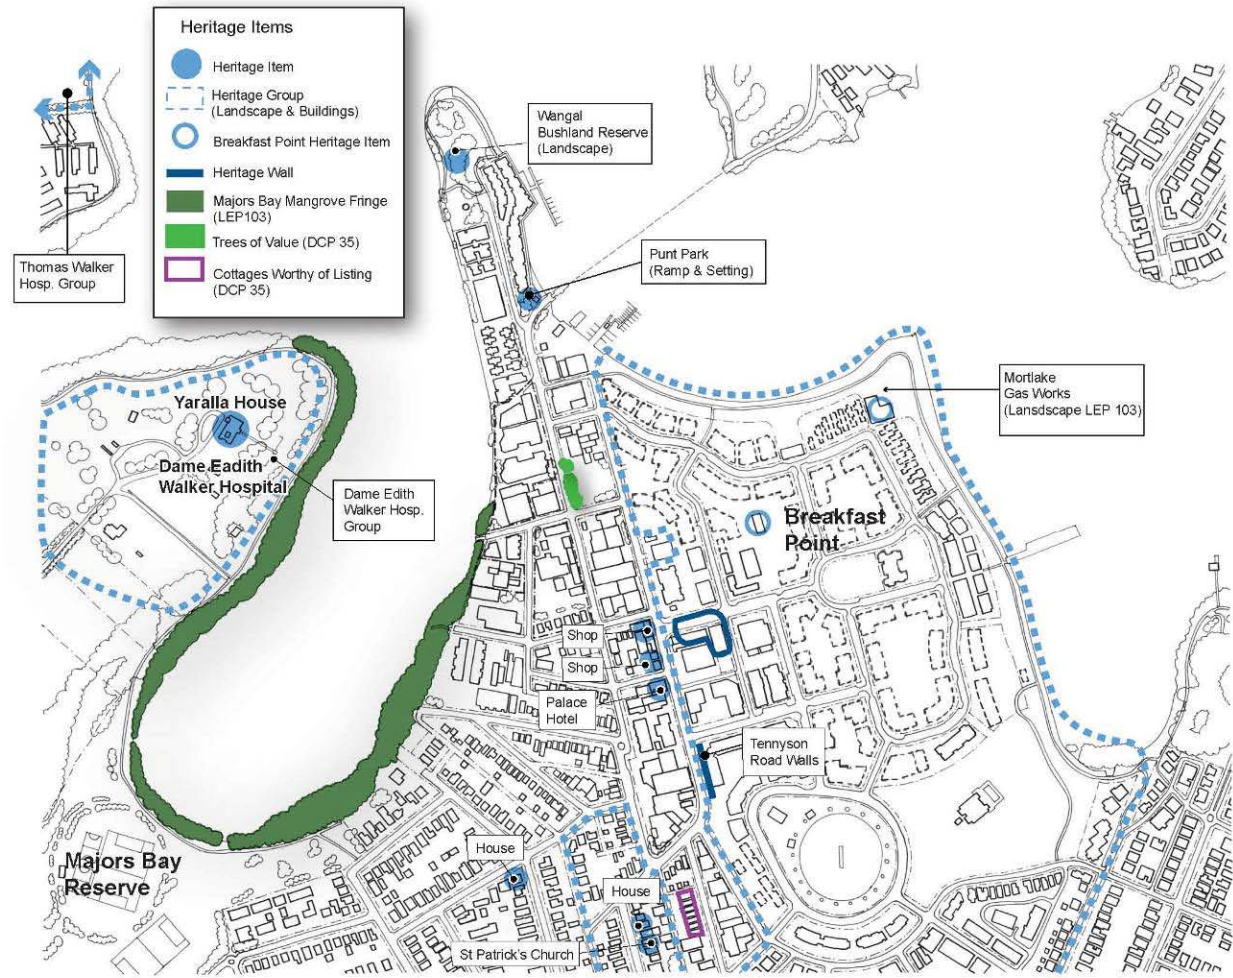 Heritage Items
Heritage Item
Heritage Group
(Landscape & Buildings)
Breakfast Point Heritage Item
Heritage Wall
Majors Bay Mangrove Fringe
(LEP103)
Trees of Value (DCP 35)
Cottages Worthy of Listing
(DCP 35)
Thomas Walker
Hosp. Group
Wangal
Bushland Reserve
(Landscape)
Punt Park
(Ramp & Setting)
Mortlake
Gas Works
(Lansdscape LEP 103)
Yaralla House
Dame Eadith
Walker Hospital
Dame Edith
Walker Hosp.
Group
Breakfast
Point
Shop
Shop
Palace
Hotel
Tennyson
Road Walls
Majors Bay
Reserve
House
House
St Patrick's Church